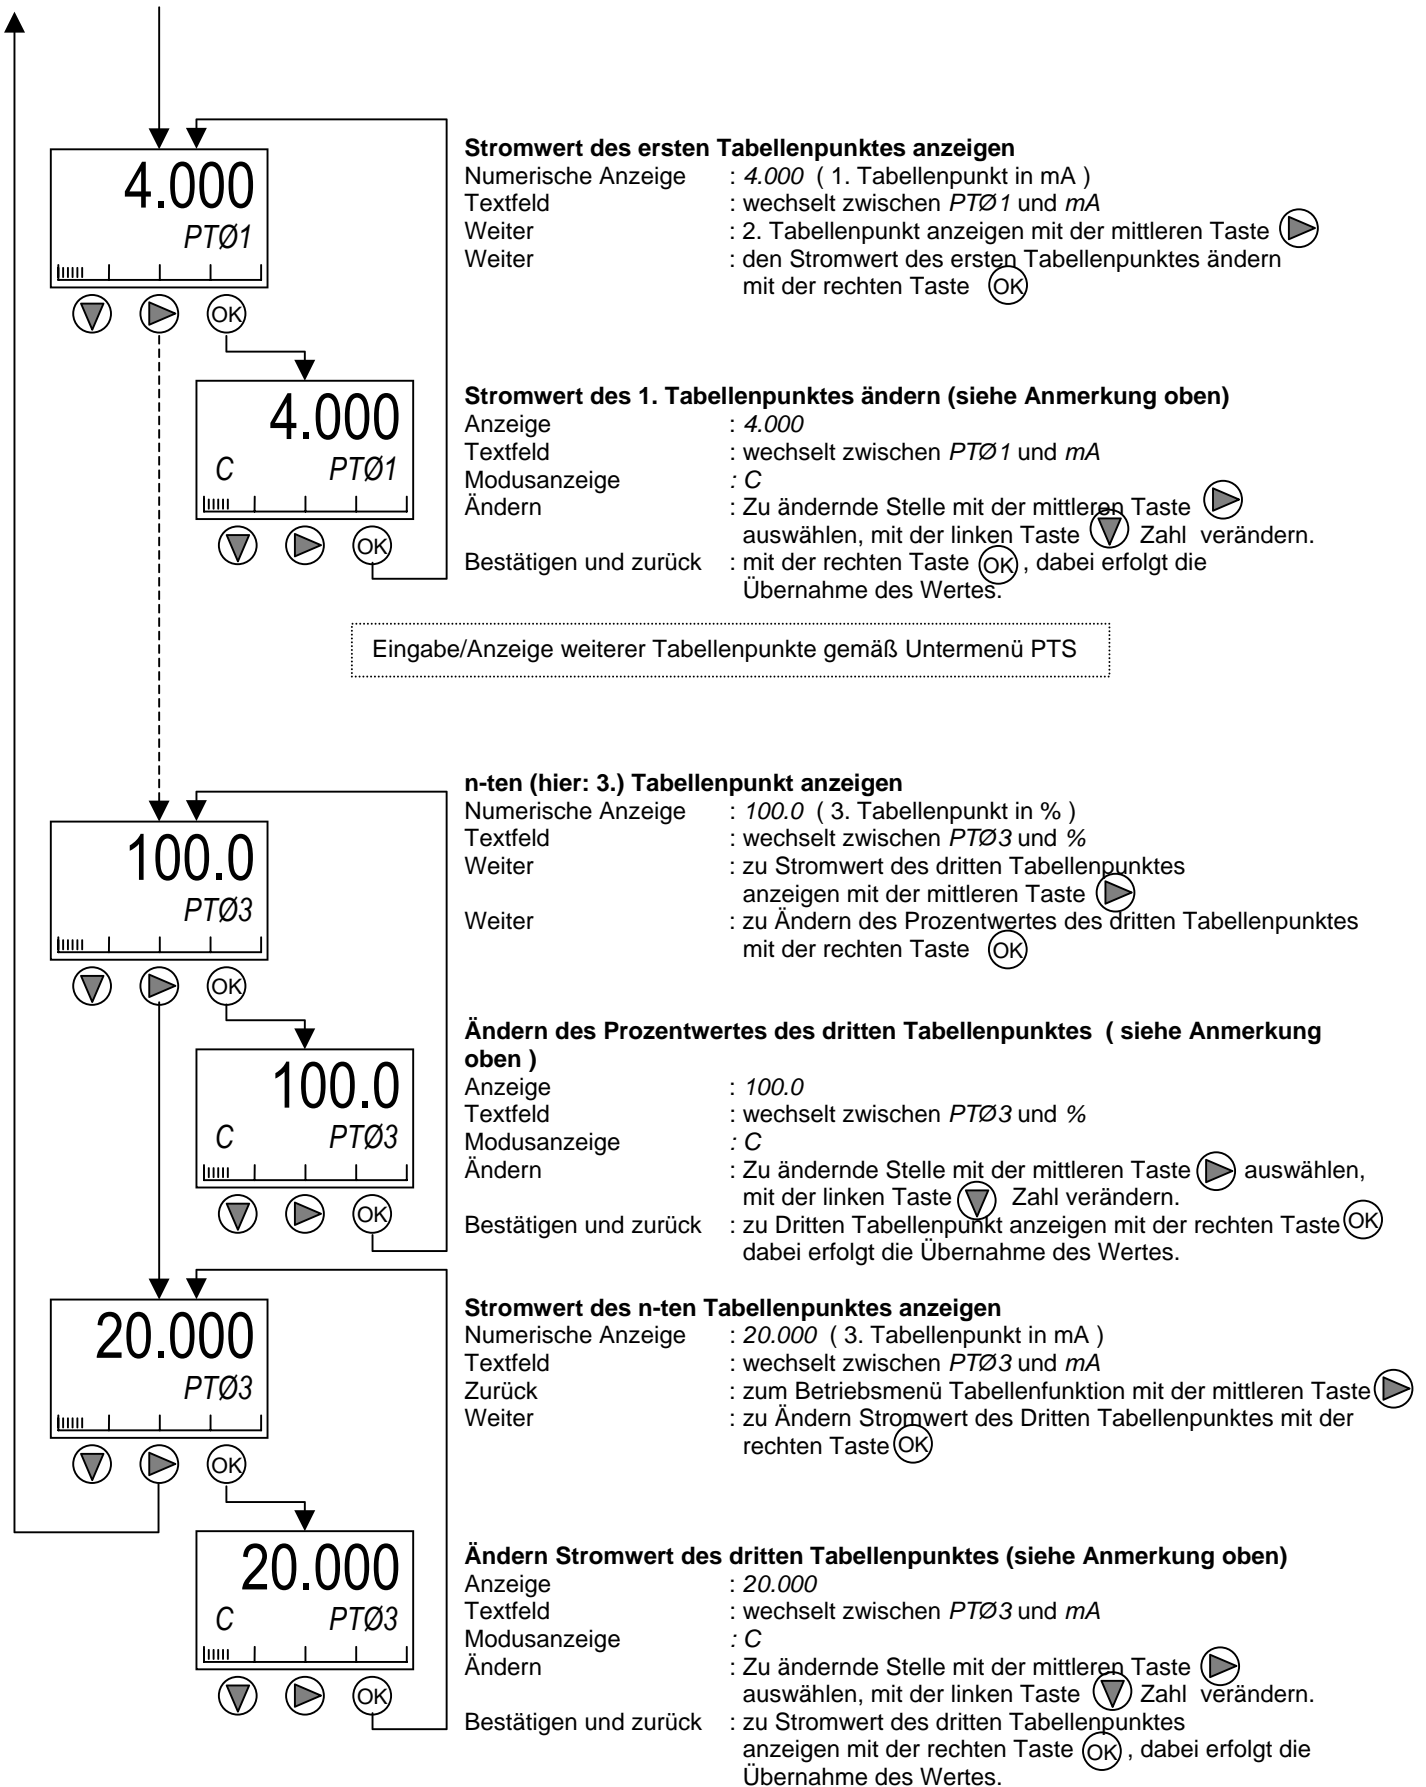 4.000
PTØ1
OK
Stromwert des ersten Tabellenpunktes anzeigen
Numerische Anzeige : 4.000 ( 1. Tabellenpunkt in mA )
Textfeld : wechselt zwischen PTØ1 und mA
Weiter : 2. Tabellenpunkt anzeigen mit der mittleren Taste
Weiter : den Stromwert des ersten Tabellenpunktes ändern
mit der rechten Taste OK
4.000
C PTØ1
OK
Stromwert des 1. Tabellenpunktes ändern (siehe Anmerkung oben)
Anzeige : 4.000
Textfeld : wechselt zwischen PTØ1 und mA
Modusanzeige : C
Ändern : Zu ändernde Stelle mit der mittleren Taste
auswählen, mit der linken Taste Zahl verändern.
Bestätigen und zurück : mit der rechten Taste OK , dabei erfolgt die
Übernahme des Wertes.
Eingabe/Anzeige weiterer Tabellenpunkte gemäß Untermenü PTS
100.0
PTØ3
OK
n-ten (hier: 3.) Tabellenpunkt anzeigen
Numerische Anzeige : 100.0 ( 3. Tabellenpunkt in % )
Textfeld : wechselt zwischen PTØ3 und %
Weiter : zu Stromwert des dritten Tabellenpunktes
anzeigen mit der mittleren Taste
Weiter : zu Ändern des Prozentwertes des dritten Tabellenpunktes
mit der rechten Taste OK
100.0
C PTØ3
OK
Ändern des Prozentwertes des dritten Tabellenpunktes ( siehe Anmerkung
oben )
Anzeige : 100.0
Textfeld : wechselt zwischen PTØ3 und %
Modusanzeige : C
Ändern : Zu ändernde Stelle mit der mittleren Taste auswählen,
mit der linken Taste Zahl verändern.
Bestätigen und zurück : zu Dritten Tabellenpunkt anzeigen mit der rechten Taste OK
dabei erfolgt die Übernahme des Wertes.
20.000
PTØ3
OK
Stromwert des n-ten Tabellenpunktes anzeigen
Numerische Anzeige : 20.000 ( 3. Tabellenpunkt in mA )
Textfeld : wechselt zwischen PTØ3 und mA
Zurück : zum Betriebsmenü Tabellenfunktion mit der mittleren Taste
Weiter : zu Ändern Stromwert des Dritten Tabellenpunktes mit der
rechten Taste OK
20.000
C PTØ3
OK
Ändern Stromwert des dritten Tabellenpunktes (siehe Anmerkung oben)
Anzeige : 20.000
Textfeld : wechselt zwischen PTØ3 und mA
Modusanzeige : C
Ändern : Zu ändernde Stelle mit der mittleren Taste
auswählen, mit der linken Taste Zahl verändern.
Bestätigen und zurück : zu Stromwert des dritten Tabellenpunktes
anzeigen mit der rechten Taste OK , dabei erfolgt die
Übernahme des Wertes.